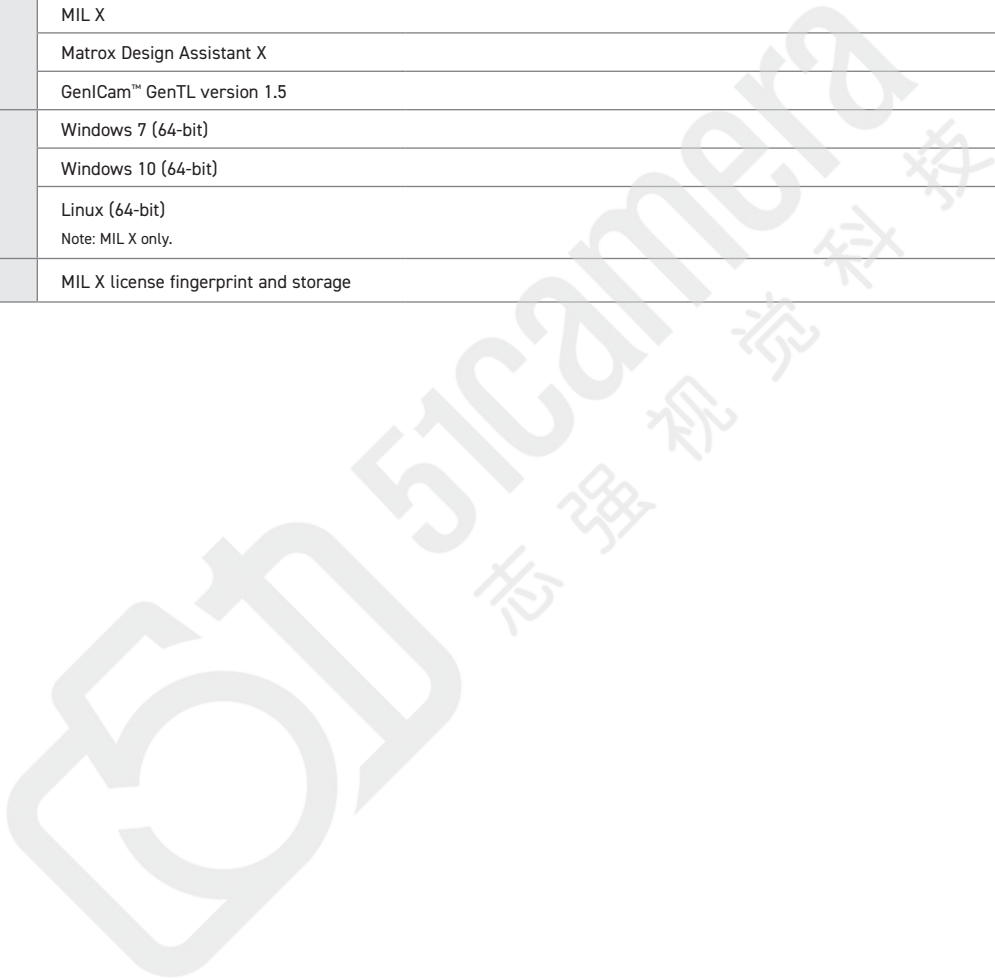 MIL X
Matrox Design Assistant X
GenICam™ GenTL version 1.5
Windows 7 (64-bit)
Windows 10 (64-bit)
Linux (64-bit)
Note: MIL X only.
MIL X license fingerprint and storage
51camera
志强视觉科技